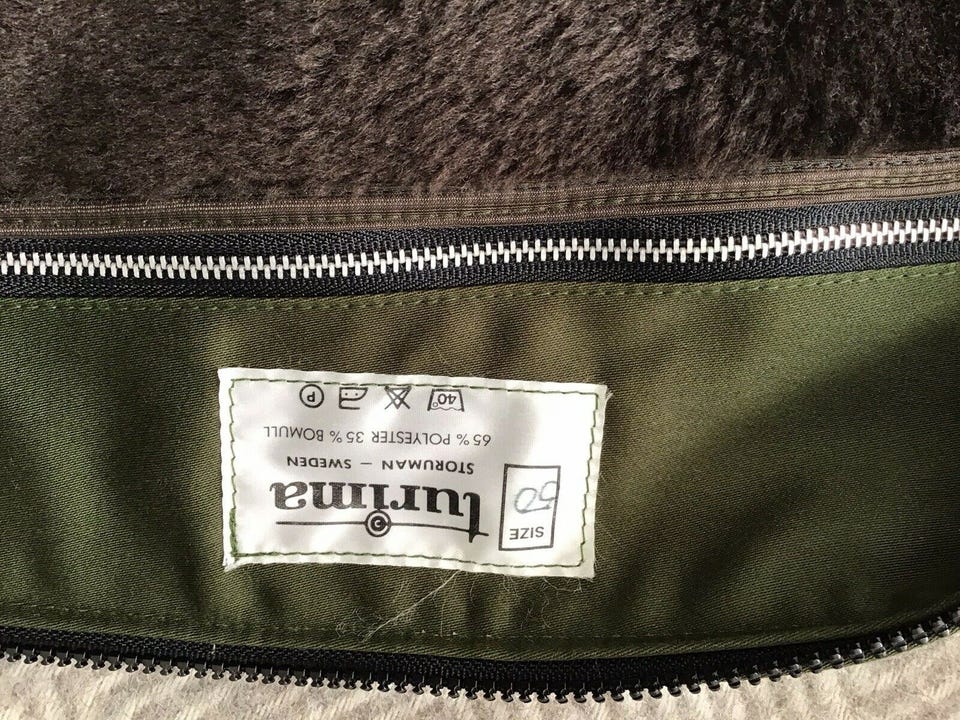 SIZE
50
turima
STORUMAN – SWEDEN
65 % POLYESTER 35 % BOMULL
40°
P